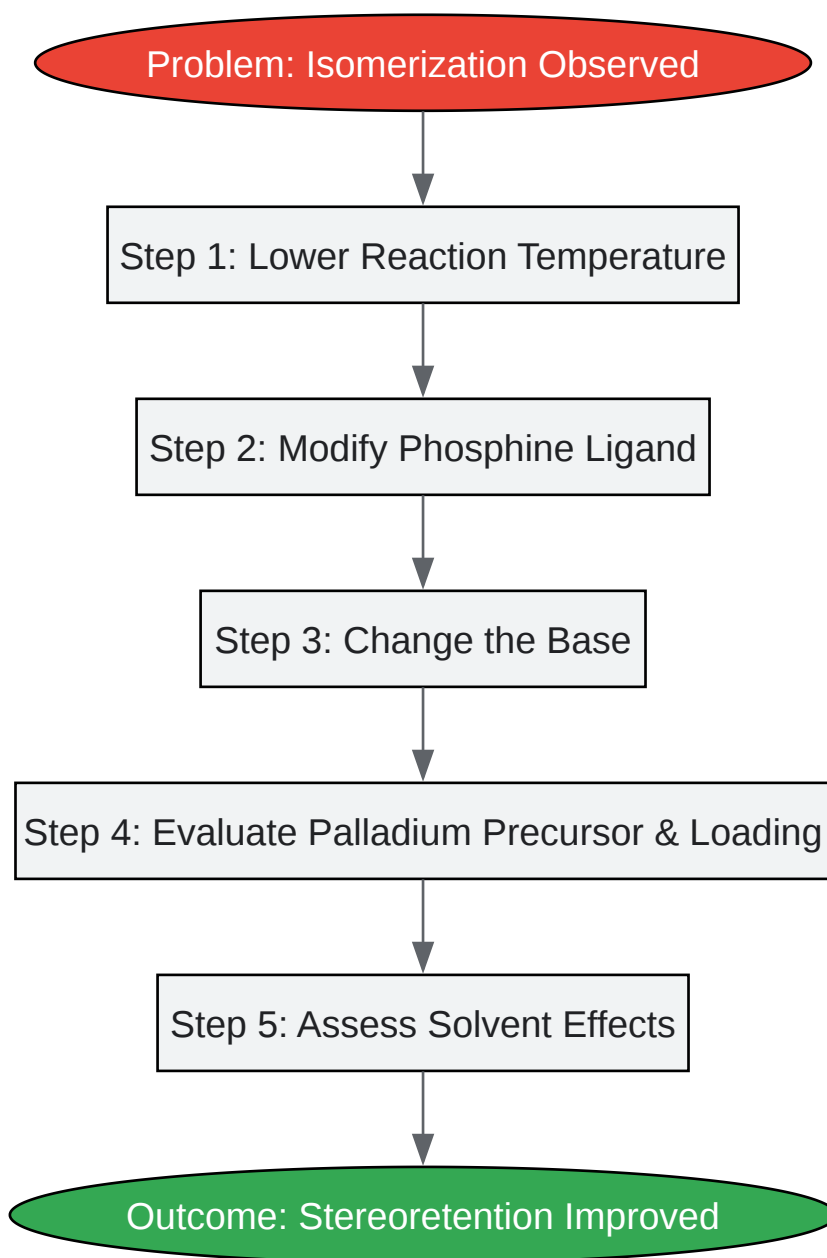 Problem: Isomerization Observed
Step 1: Lower Reaction Temperature
Step 2: Modify Phosphine Ligand
Step 3: Change the Base
Step 4: Evaluate Palladium Precursor & Loading
Step 5: Assess Solvent Effects
Outcome: Stereoretention Improved